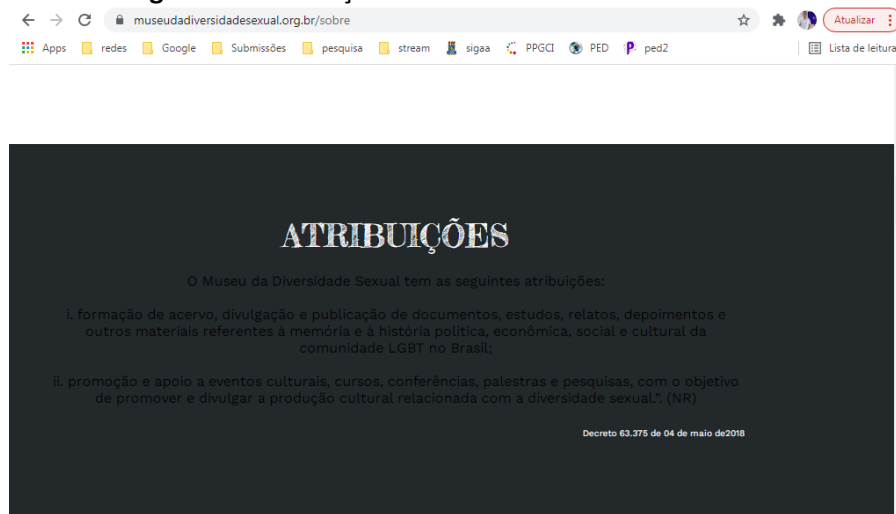 museudadiversidadesexual.org.br/sobre
Atualizar
Apps redes Google Submissões pesquisa stream sigaa PPGCI PED ped2 Lista de leitura
ATRIBUIÇÕES
O Museu da Diversidade Sexual tem as seguintes atribuições:
i. formação de acervo, divulgação e publicação de documentos, estudos, relatos, depoimentos e
outros materiais referentes à memória e à história política, econômica, social e cultural da
comunidade LGBT no Brasil;
ii. promoção e apoio a eventos culturais, cursos, conferências, palestras e pesquisas, com o objetivo
de promover e divulgar a produção cultural relacionada com a diversidade sexual.". (NR)
Decreto 63.375 de 04 de maio de2018